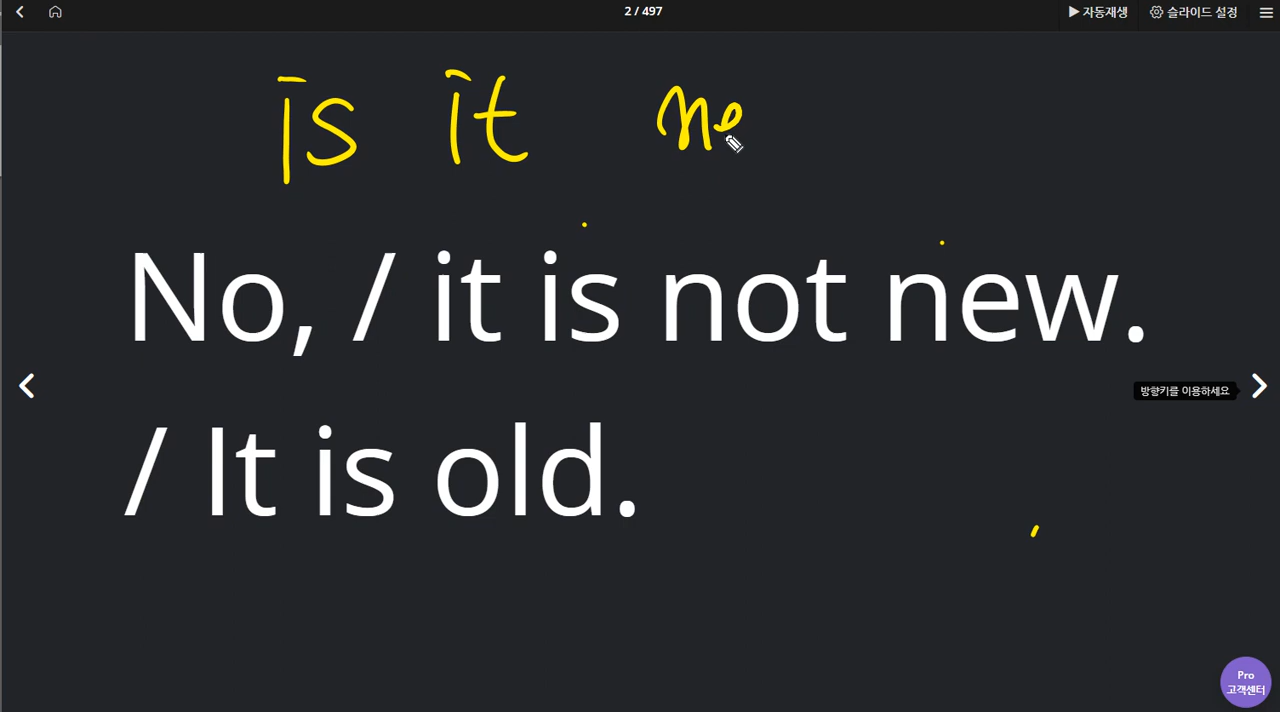 2 / 497
자동재생
슬라이드 설정
is it ne
No, / it is not new.
방향키를 이용하세요
/ It is old.
Pro
고객센터